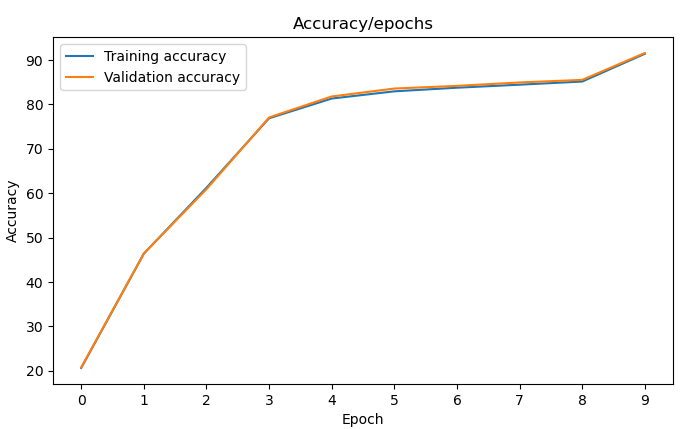 Accuracy/epochs
Training accuracy
Validation accuracy
90
80
70
60
50
40
30
20
Accuracy
0 1 2 3 4 5 6 7 8 9
Epoch